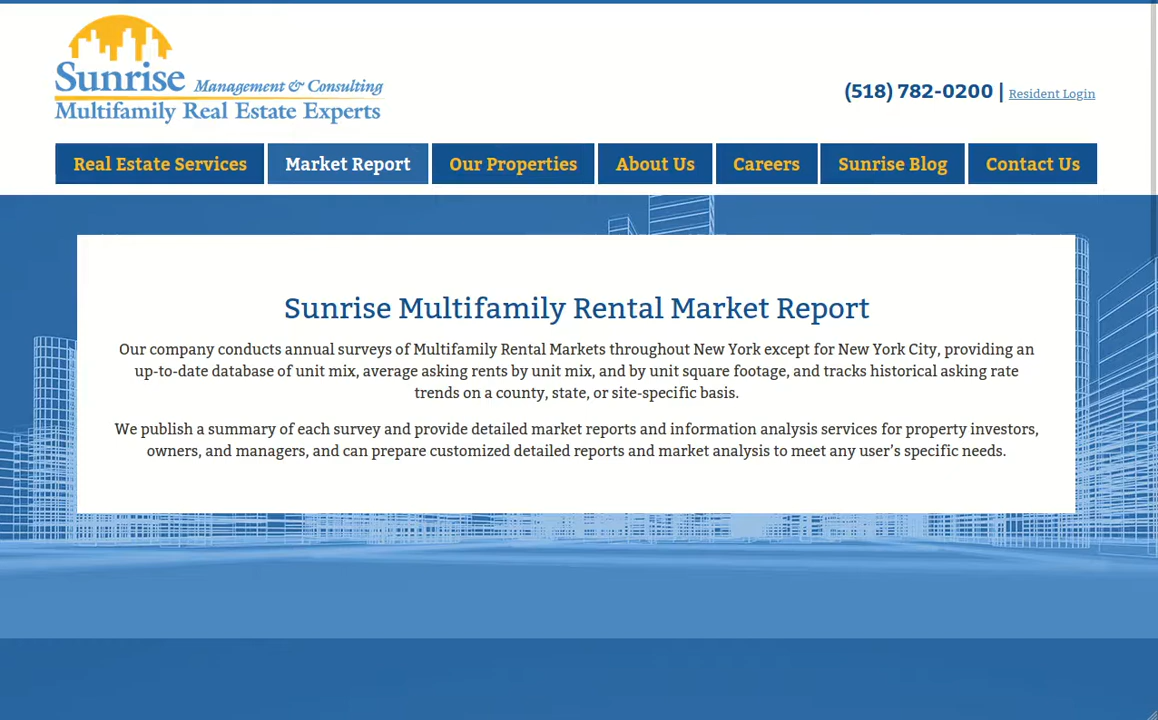 Sunrise Management & Consulting
Multifamily Real Estate Experts
(518) 782-0200 | Resident Login
Real Estate Services Market Report Our Properties About Us Careers Sunrise Blog Contact Us
Sunrise Multifamily Rental Market Report
Our company conducts annual surveys of Multifamily Rental Markets throughout New York except for New York City, providing an
up-to-date database of unit mix, average asking rents by unit mix, and by unit square footage, and tracks historical asking rate
trends on a county, state, or site-specific basis.
We publish a summary of each survey and provide detailed market reports and information analysis services for property investors,
owners, and managers, and can prepare customized detailed reports and market analysis to meet any user’s specific needs.